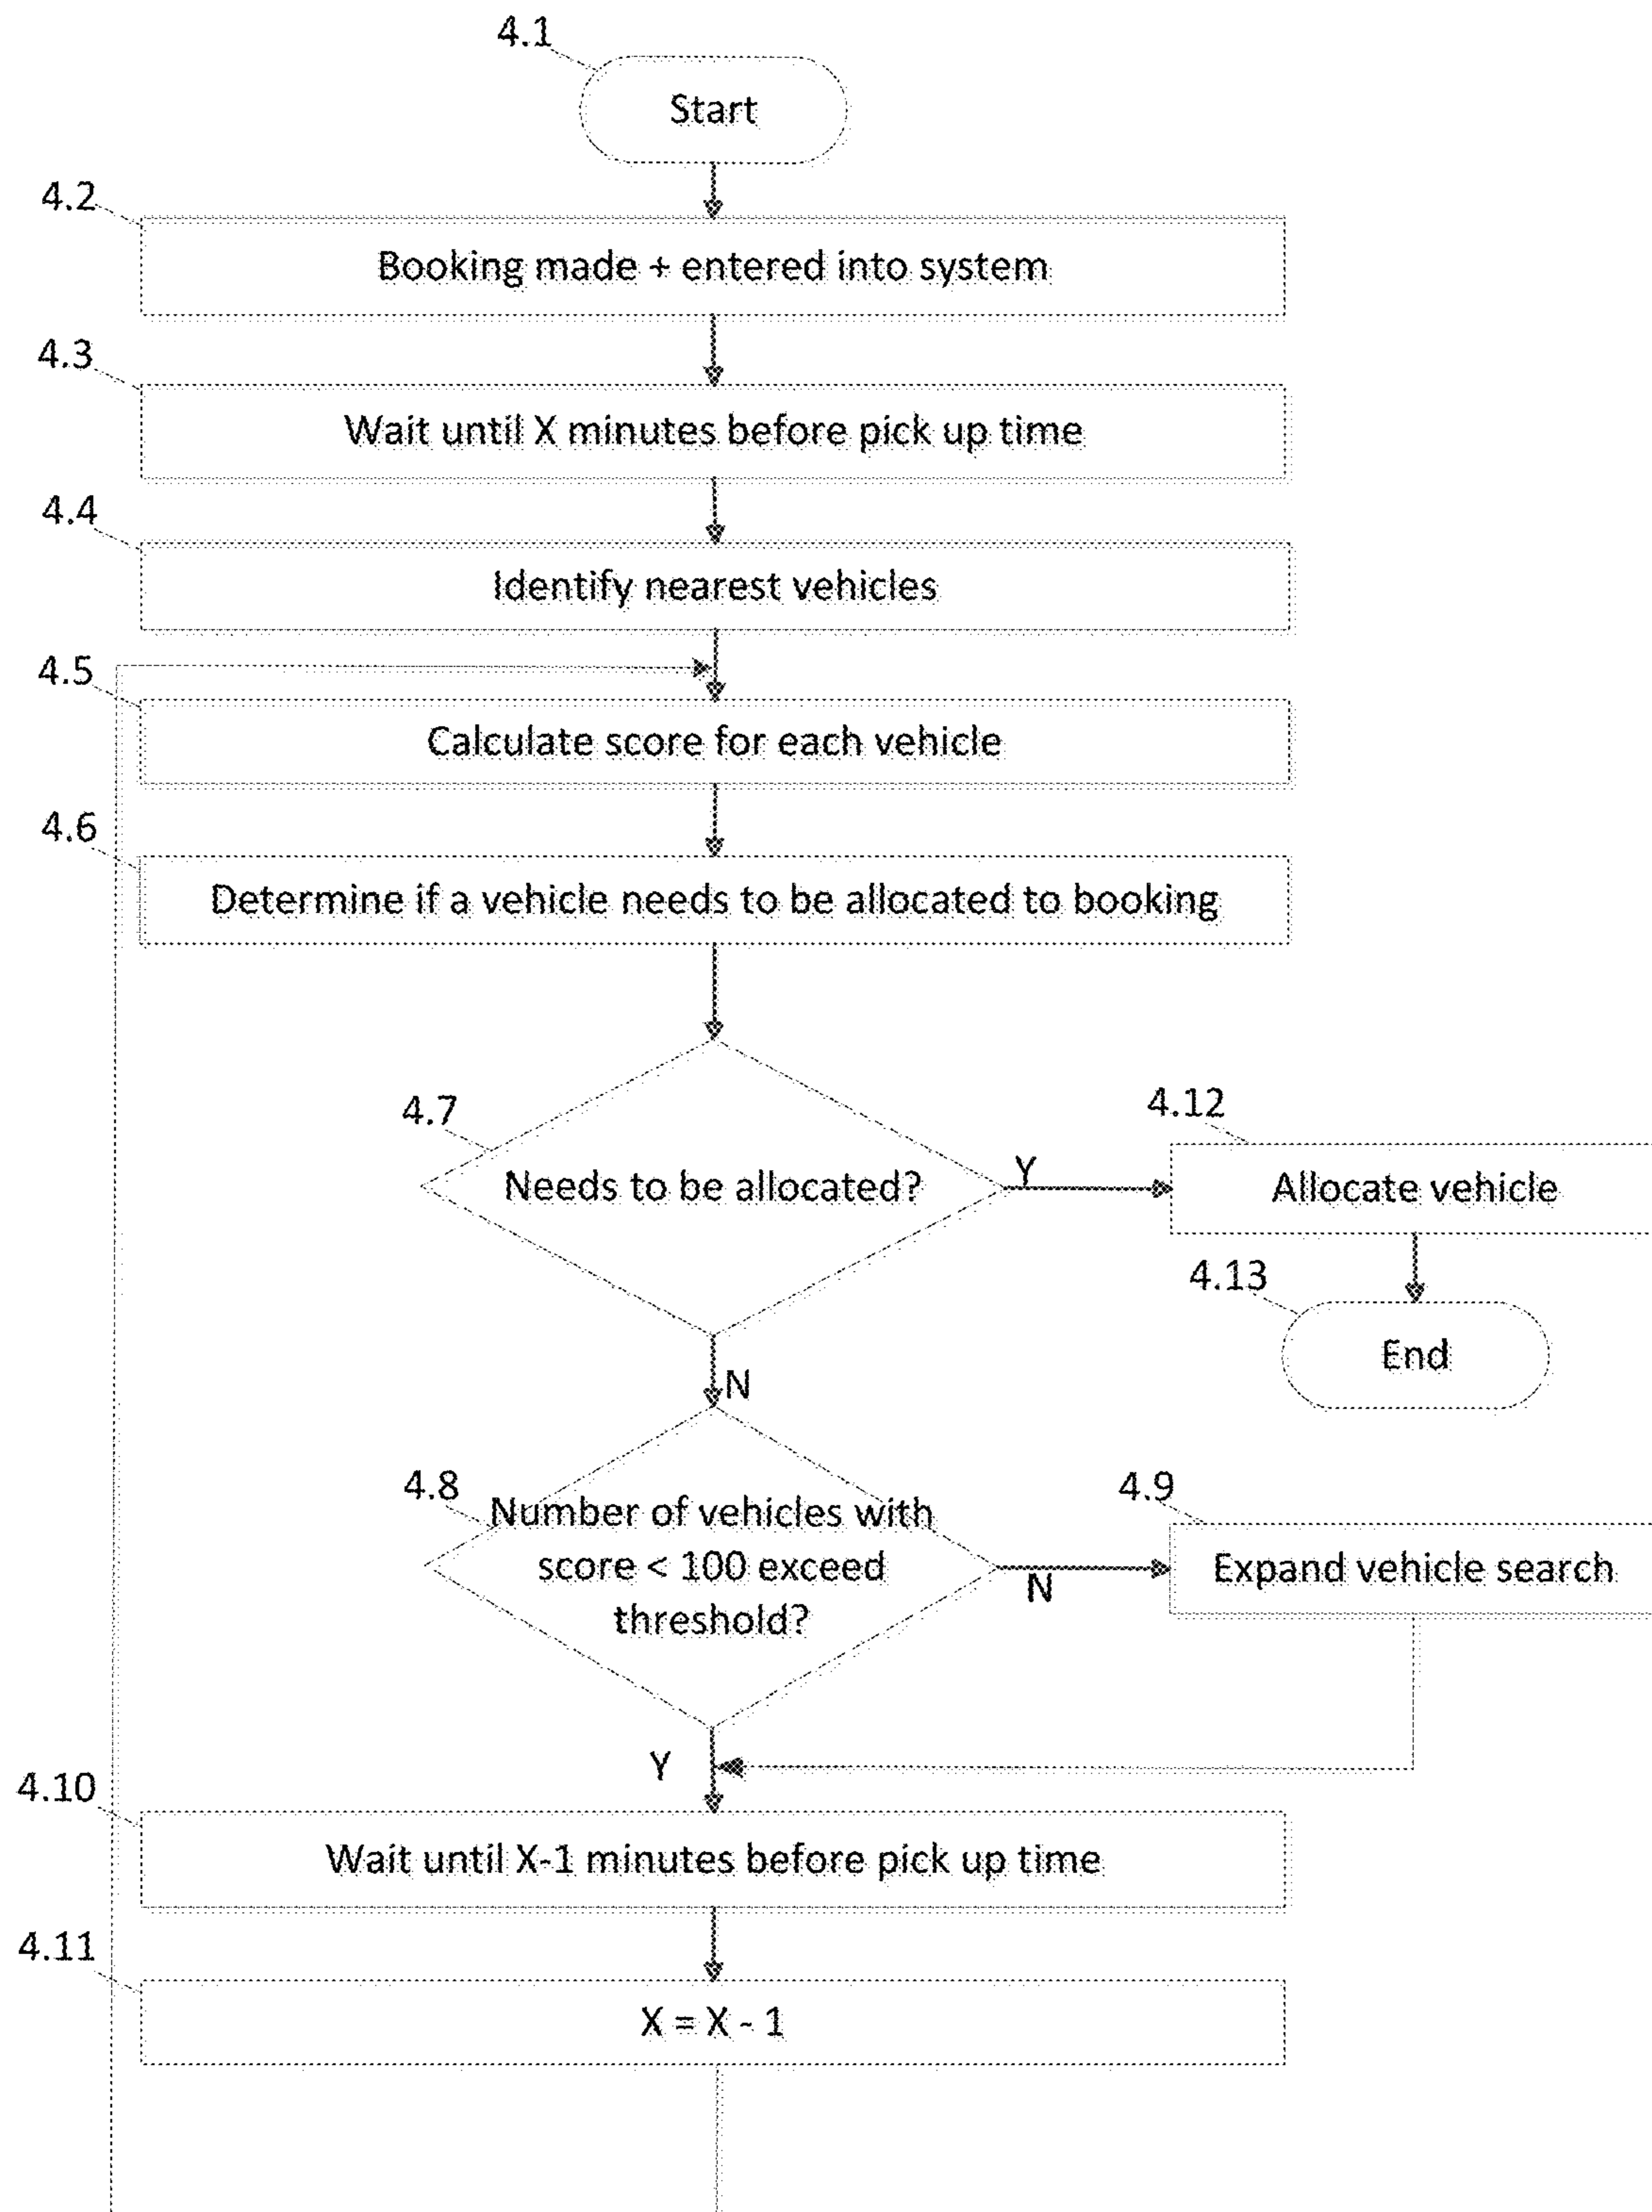 4.1
Start
4.2
Booking made + entered into system
4.3
Wait until X minutes before pick up time
4.4
Identify nearest vehicles
4.5
Calculate score for each vehicle
4.6
Determine if a vehicle needs to be allocated to booking
4.7
Needs to be allocated?
Y
4.12
Allocate vehicle
4.13
End
N
4.8
Number of vehicles with
score < 100 exceed
threshold?
N
4.9
Expand vehicle search
Y
4.10
Wait until X-1 minutes before pick up time
4.11
X = X - 1